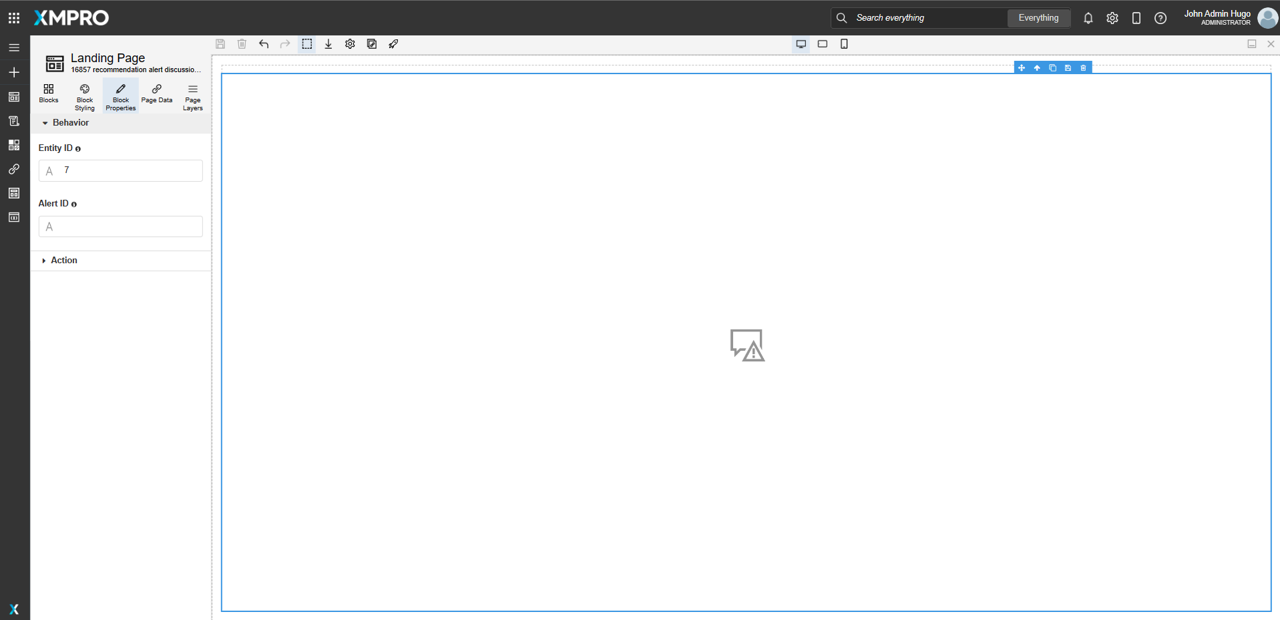 XMPRO
Search everything
Everything
John Admin Hugo
ADMINISTRATOR
Landing Page
16857 recommendation alert discussio...
Blocks
Block Styling
Block Properties
Page Data
Page Layers
Behavior
Entity ID
A 7
Alert ID
A
Action